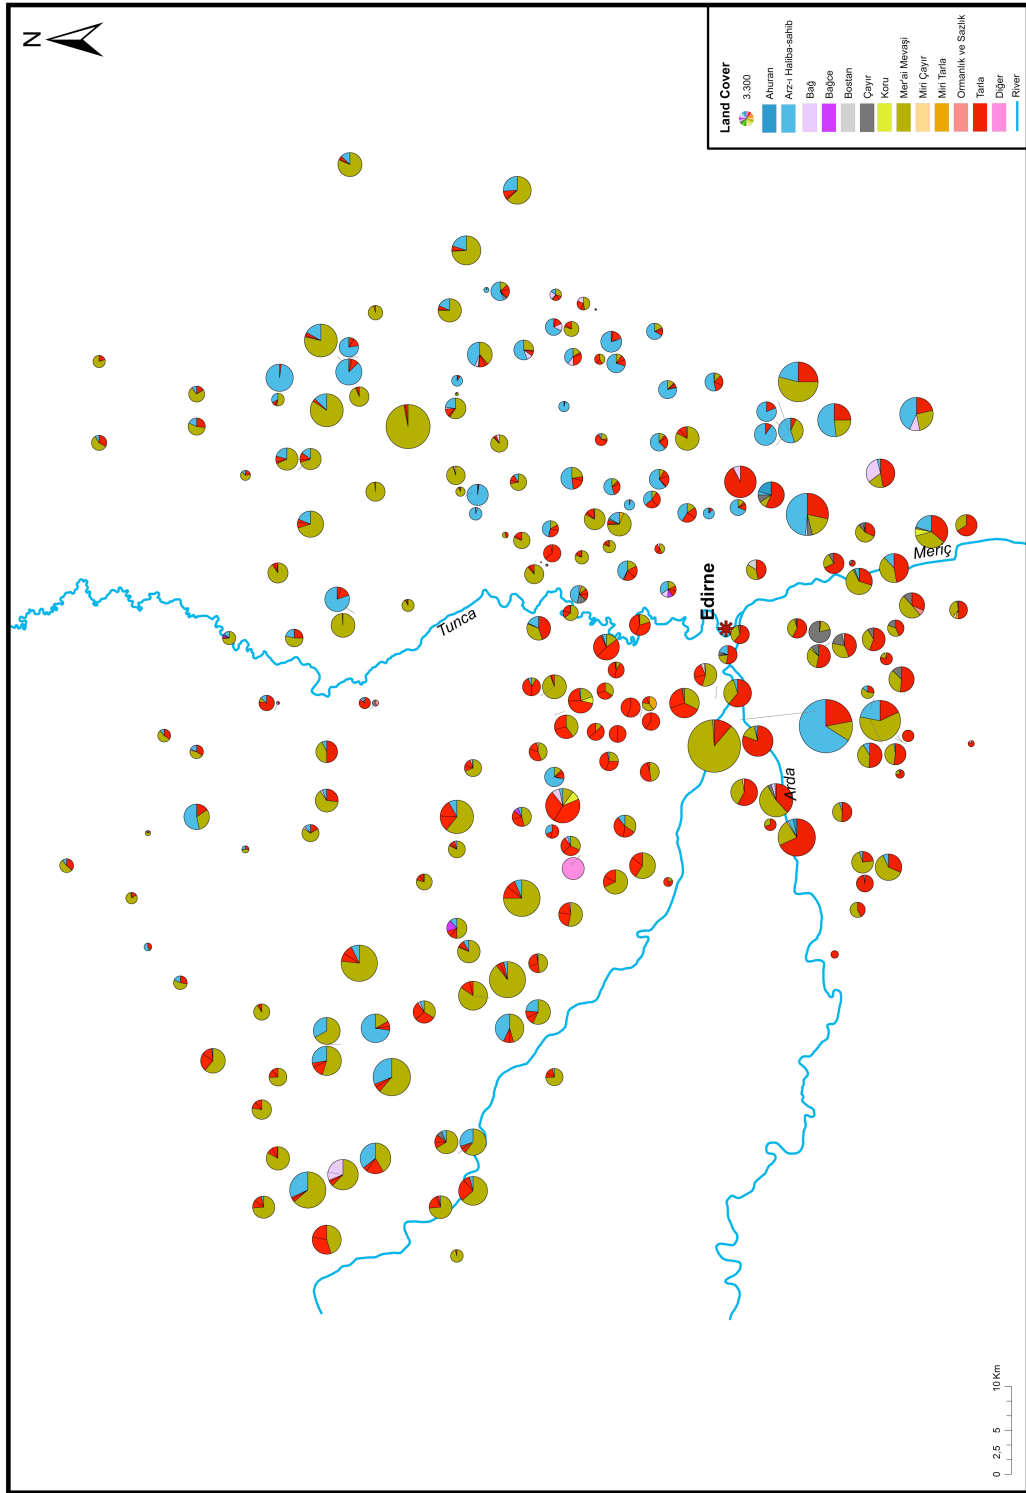 N
Land Cover
3.300
Ahuran
Arz-ı Haliba-sahib
Bağ
Bağce
Bostan
Çayır
Koru
Mer'ai Mevaşi
Miri Çayır
Miri Tarla
Ormanlık ve Sazlık
Tarla
Diğer
River
Tunca
Edirne
Meriç
Arda
0 2,5 5 10 Km